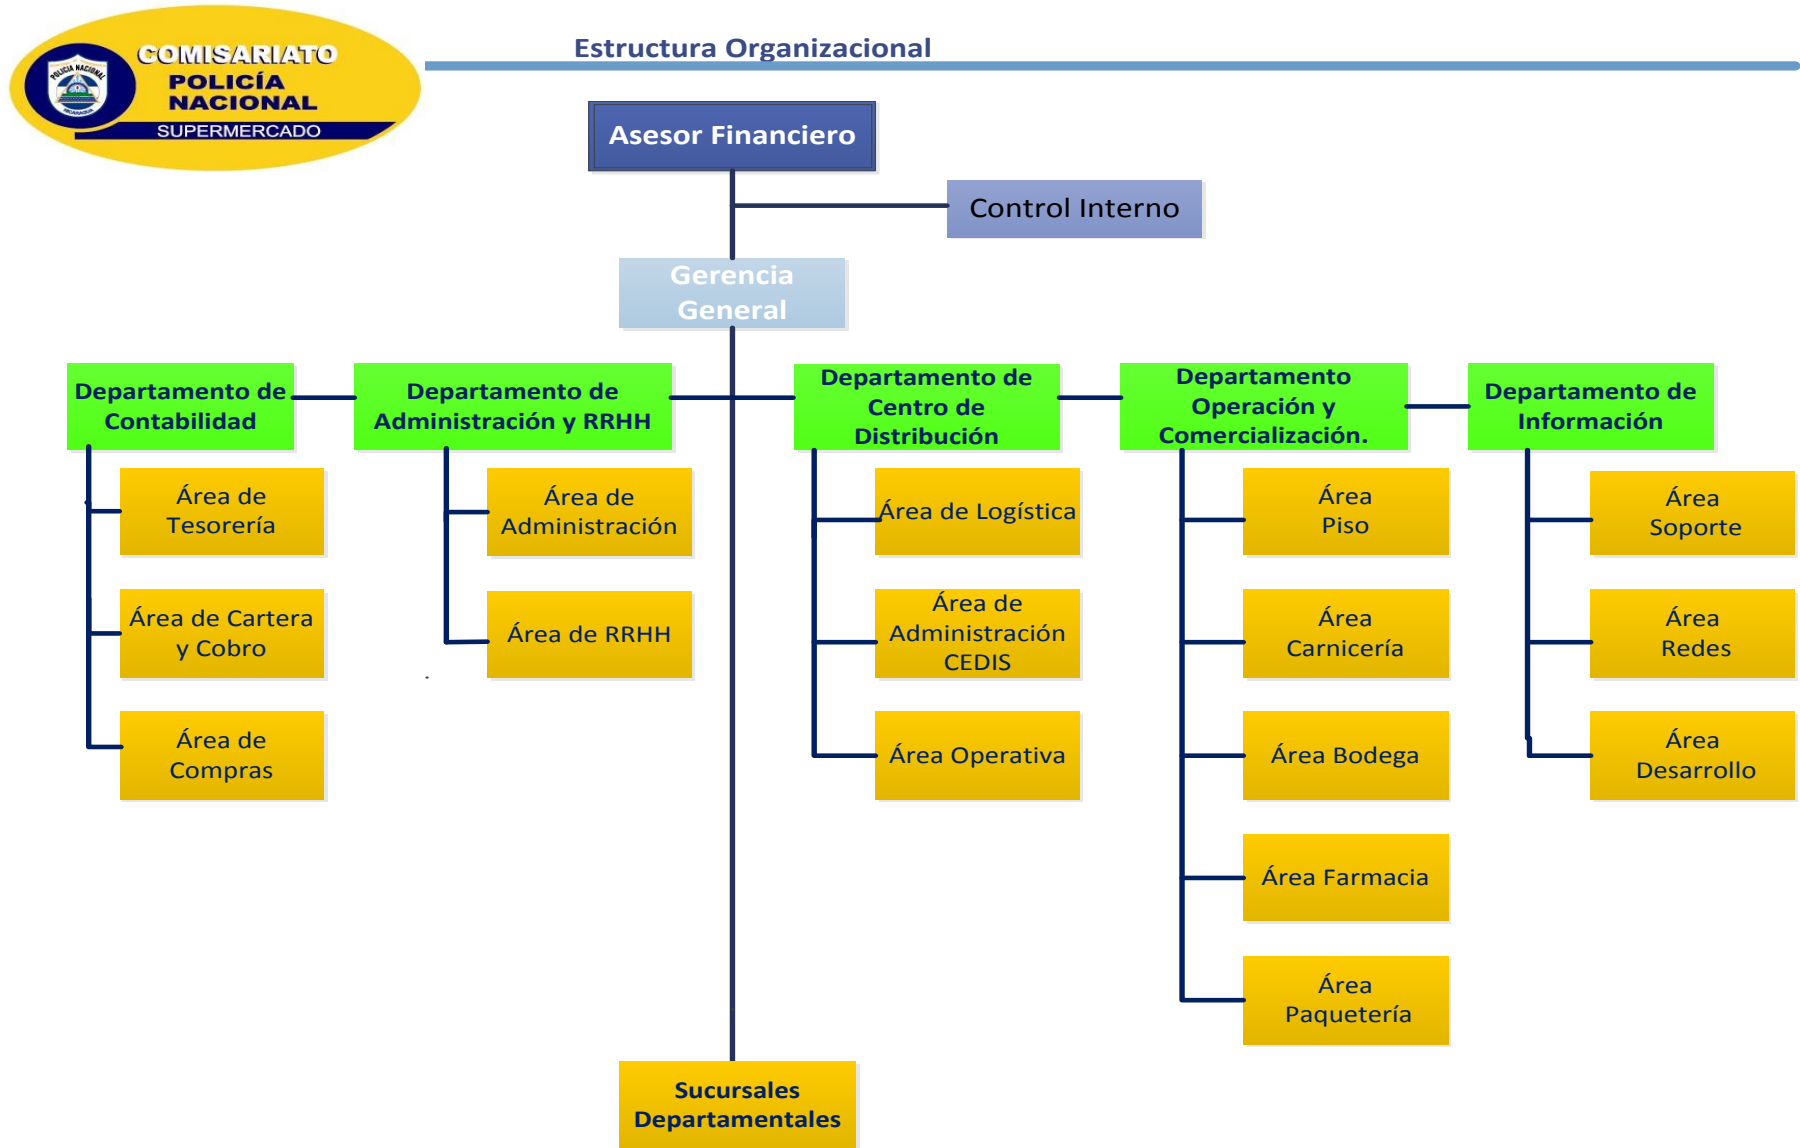 COMISARIATO
POLICÍA
NACIONAL
SUPERMERCADO
POLICIA NACIONAL
NICARAGUA
Estructura Organizacional
Asesor Financiero
Control Interno
Gerencia
General
Departamento de
Contabilidad
Departamento de
Administración y RRHH
Departamento de
Centro de
Distribución
Departamento
Operación y
Comercialización.
Departamento de
Información
Área de
Tesorería
Área de Cartera
y Cobro
Área de
Compras
Área de
Administración
Área de RRHH
Área de Logística
Área de
Administración
CEDIS
Área Operativa
Área
Piso
Área
Carnicería
Área Bodega
Área Farmacia
Área
Paquetería
Área
Soporte
Área
Redes
Área
Desarrollo
Sucursales
Departamentales